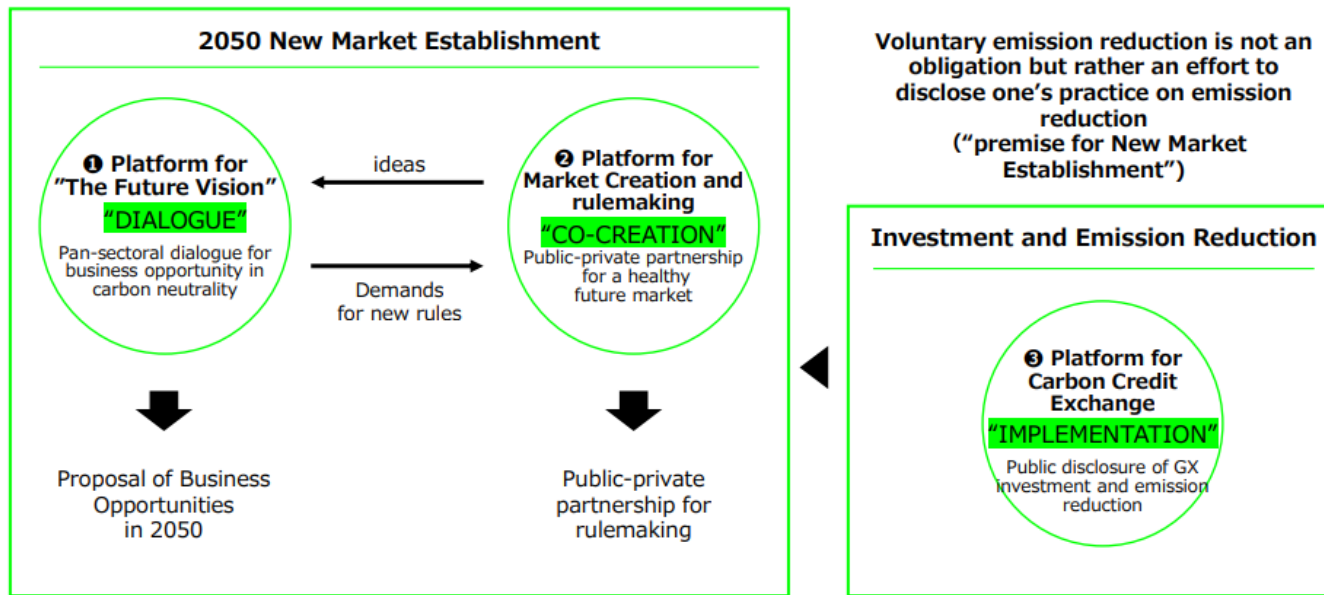 2050 New Market Establishment
❶ Platform for
”The Future Vision”
“DIALOGUE”
Pan-sectoral dialogue for
business opportunity in
carbon neutrality
ideas
Demands
for new rules
❷ Platform for
Market Creation and
rulemaking
“CO-CREATION”
Public-private partnership
for a healthy
future market
Proposal of Business
Opportunities
in 2050
Public-private
partnership for
rulemaking
Voluntary emission reduction is not an
obligation but rather an effort to
disclose one’s practice on emission
reduction
(“premise for New Market
Establishment”)
Investment and Emission Reduction
❸ Platform for
Carbon Credit
Exchange
“IMPLEMENTATION”
Public disclosure of GX
investment and emission
reduction